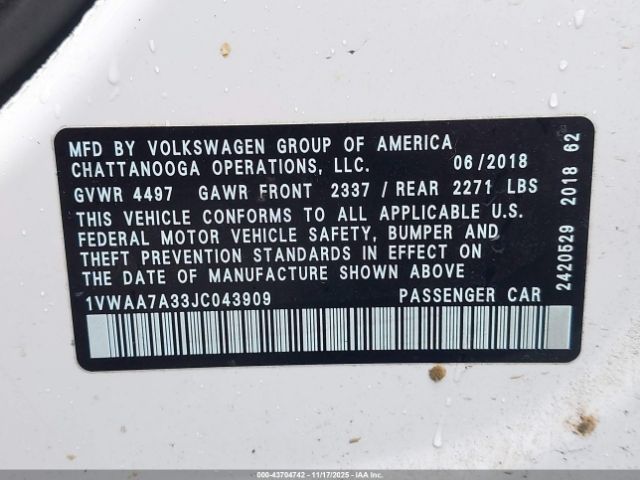 MFD BY VOLKSWAGEN GROUP OF AMERICA
CHATTANOOGA OPERATIONS, LLC. 06/2018
GVWR 4497 GAWR FRONT 2337 / REAR 2271 LBS
THIS VEHICLE CONFORMS TO ALL APPLICABLE U.S.
FEDERAL MOTOR VEHICLE SAFETY, BUMPER AND
THEFT PREVENTION STANDARDS IN EFFECT ON
THE DATE OF MANUFACTURE SHOWN ABOVE
1VWAA7A33JC043909 PASSENGER CAR
2420529 2018 62
000-43704742 - 11/17/2025 - IAAI.COM